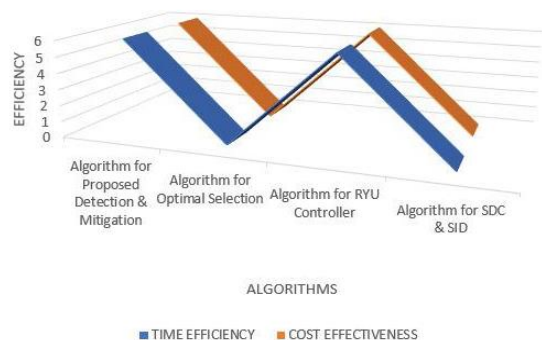 6
5
4
3
2
1
0
EFFICIENCY
Algorithm for
Proposed
Detection &
Mitigation
Algorithm for
Optimal Selection
Algorithm for RYU
Controller
Algorithm for SDC
& SID
ALGORITHMS
TIME EFFICIENCY
COST EFFECTIVENESS